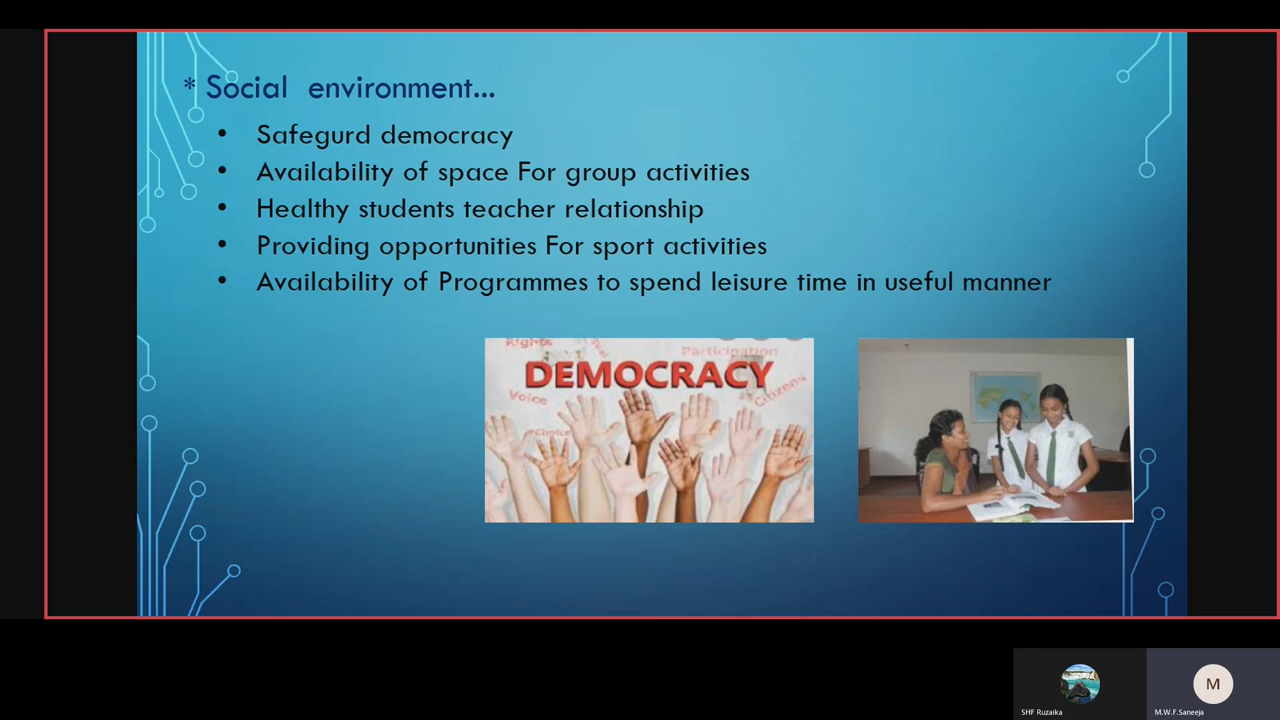 * Social environment...
• Safegurd democracy
• Availability of space For group activities
• Healthy students teacher relationship
• Providing opportunities For sport activities
• Availability of Programmes to spend leisure time in useful manner
Rights
Participation
DEMOCRACY
Voice
Citizens
Choice
M
SHF Ruzaika
M.W.F.Saneeja